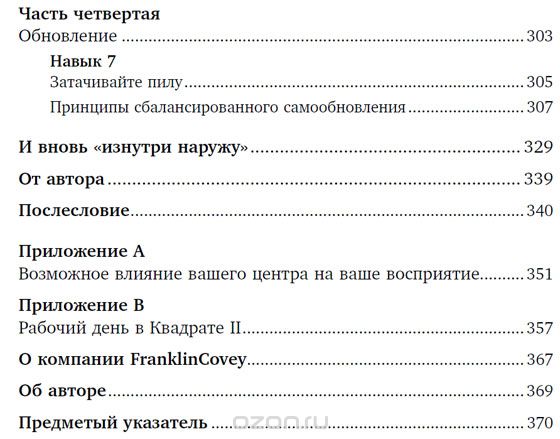 Часть четвертая
Обновление ... 303
Навык 7
Затачивайте пилу ... 305
Принципы сбалансированного самообновления ... 307
И вновь «изнутри наружу» ... 329
От автора ... 339
Послесловие ... 340
Приложение A
Возможное влияние вашего центра на ваше восприятие ... 351
Приложение B
Рабочий день в Квадрате II ... 357
О компании FranklinCovey ... 367
Об авторе ... 369
Предметый указатель ... 370
ozon.ru